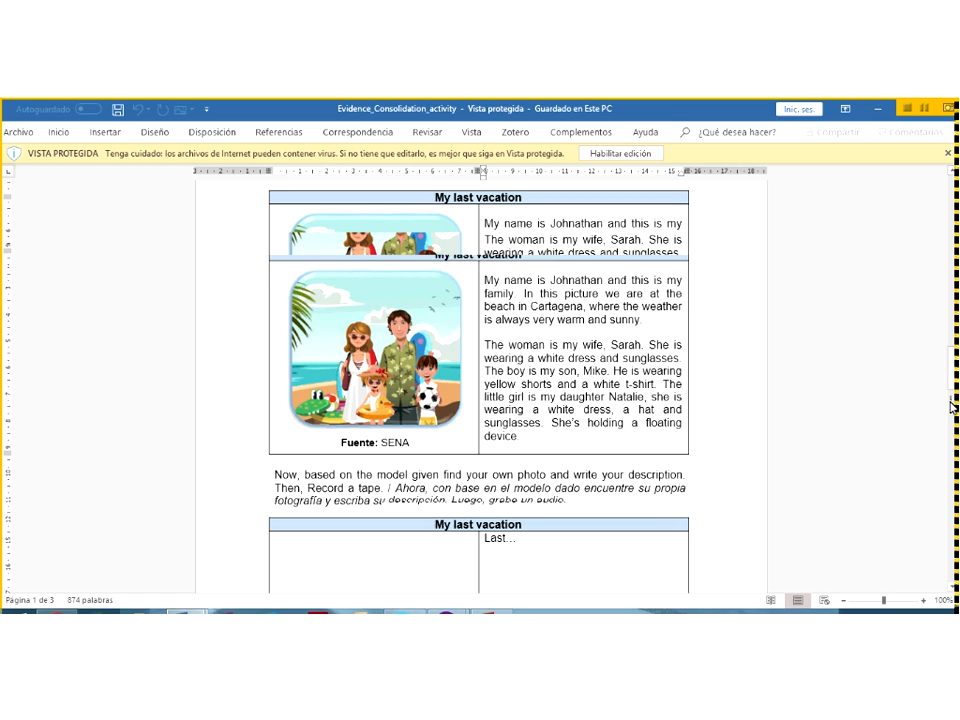 Autoguardado
Evidence_Consolidation_activity - Vista protegida - Guardado en Este PC
Inic. ses.
Archivo Inicio Insertar Diseño Disposición Referencias Correspondencia Revisar Vista Zotero Complementos Ayuda ¿Qué desea hacer? Compartir Comentarios
VISTA PROTEGIDA Tenga cuidado: los archivos de Internet pueden contener virus. Si no tiene que editarlo, es mejor que siga en Vista protegida. Habilitar edición
My last vacation
My name is Johnathan and this is my
The woman is my wife, Sarah. She is
wearing a white dress and sunglasses.
My last vacation
My name is Johnathan and this is my
family. In this picture we are at the
beach in Cartagena, where the weather
is always very warm and sunny.
The woman is my wife, Sarah. She is
wearing a white dress and sunglasses.
The boy is my son, Mike. He is wearing
yellow shorts and a white t-shirt. The
little girl is my daughter Natalie, she is
wearing a white dress, a hat and
sunglasses. She's holding a floating
device.
Fuente: SENA
Now, based on the model given find your own photo and write your description.
Then, Record a tape. / Ahora, con base en el modelo dado encuentre su propia
fotografía y escriba su descripción. Luego, grabe un audio.
My last vacation
Last…
Página 1 de 3 874 palabras
100%